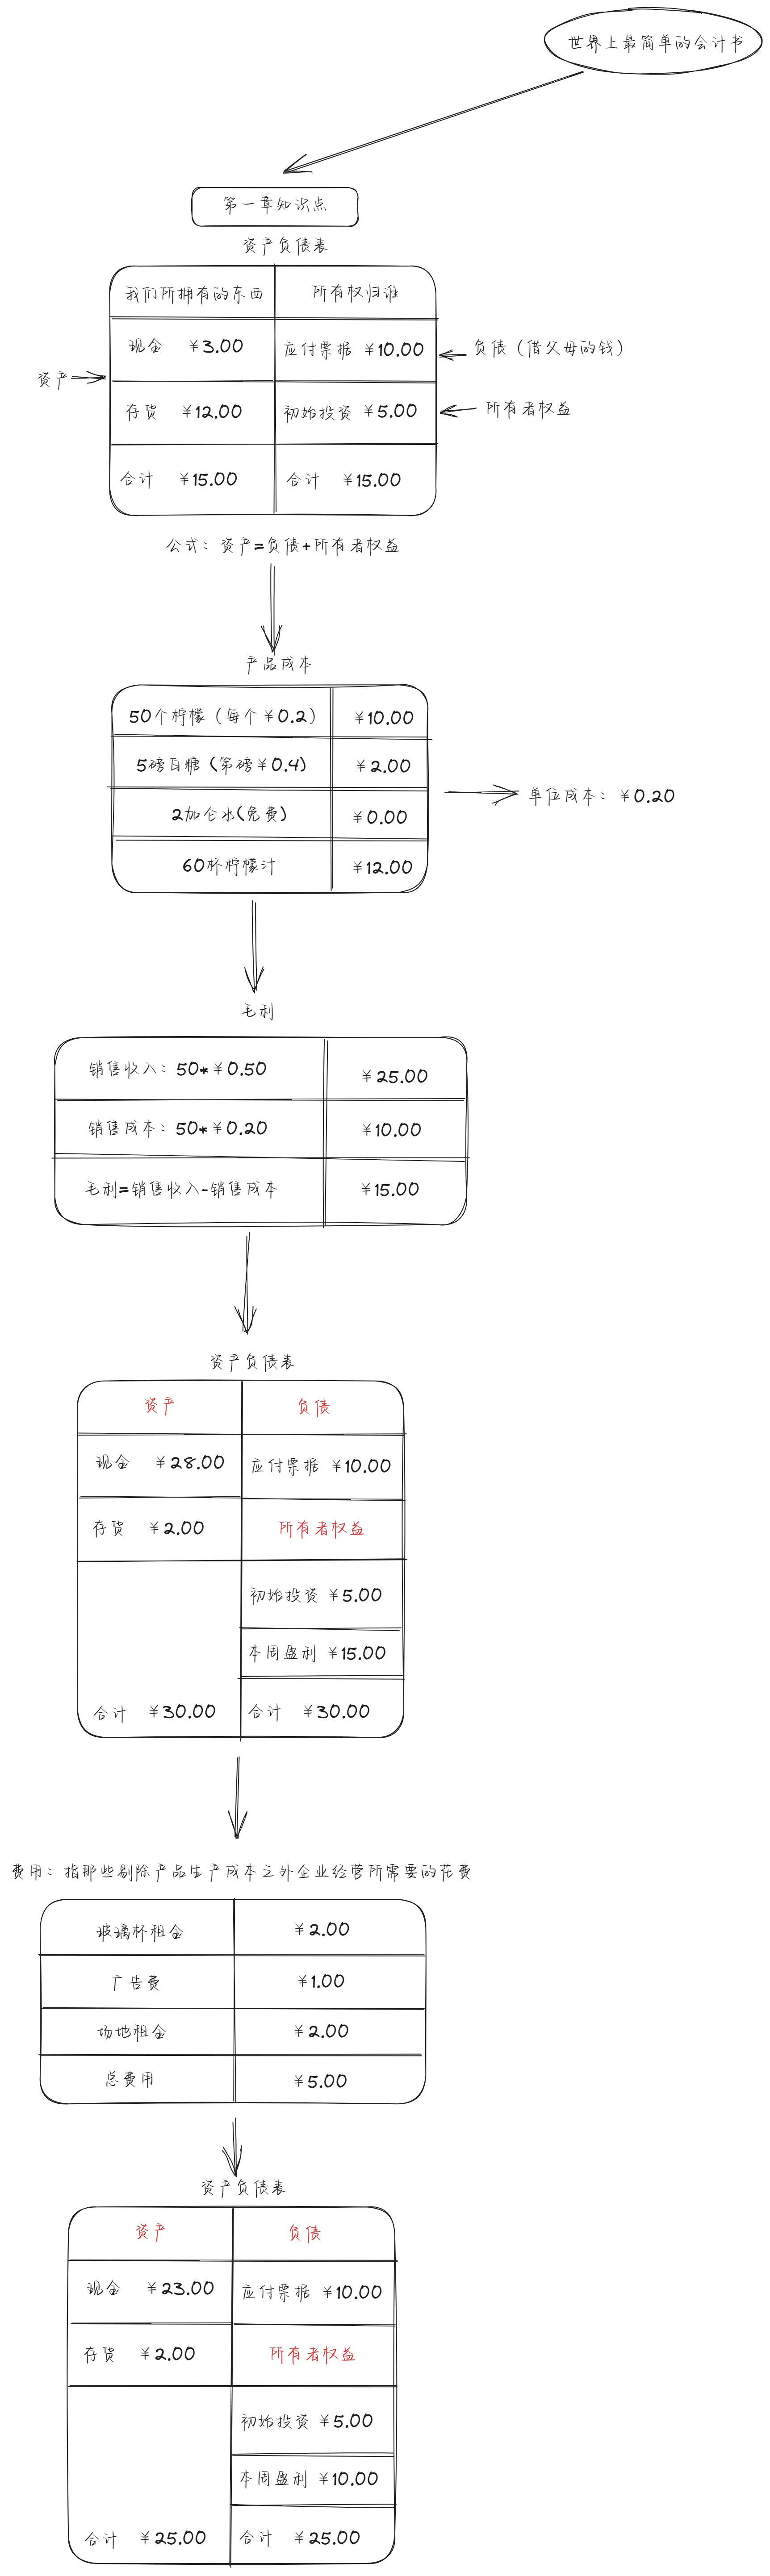 世界上最简单的会计书
第一章知识点
资产负债表
我们所拥有的东西 所有权归谁
现金 ¥3.00 应付票据 ¥10.00
负债（借父母的钱）
资产
存货 ¥12.00 初始投资 ¥5.00
所有者权益
合计 ¥15.00 合计 ¥15.00
公式：资产=负债+所有者权益
产品成本
50个柠檬（每个¥0.2） ¥10.00
5磅白糖(第磅¥0.4) ¥2.00
单位成本：¥0.20
2加仑水(免费) ¥0.00
60杯柠檬汁 ¥12.00
毛利
销售收入：50*¥0.50 ¥25.00
销售成本：50*¥0.20 ¥10.00
毛利=销售收入-销售成本 ¥15.00
资产负债表
资产 负债
现金 ¥28.00 应付票据 ¥10.00
存货 ¥2.00 所有者权益
初始投资 ¥5.00
本周盈利 ¥15.00
合计 ¥30.00 合计 ¥30.00
费用：指那些剔除产品生产成本之外企业经营所需要的花费
玻璃杯租金 ¥2.00
广告费 ¥1.00
场地租金 ¥2.00
总费用 ¥5.00
资产负债表
资产 负债
现金 ¥23.00 应付票据 ¥10.00
存货 ¥2.00 所有者权益
初始投资 ¥5.00
本周盈利 ¥10.00
合计 ¥25.00 合计 ¥25.00